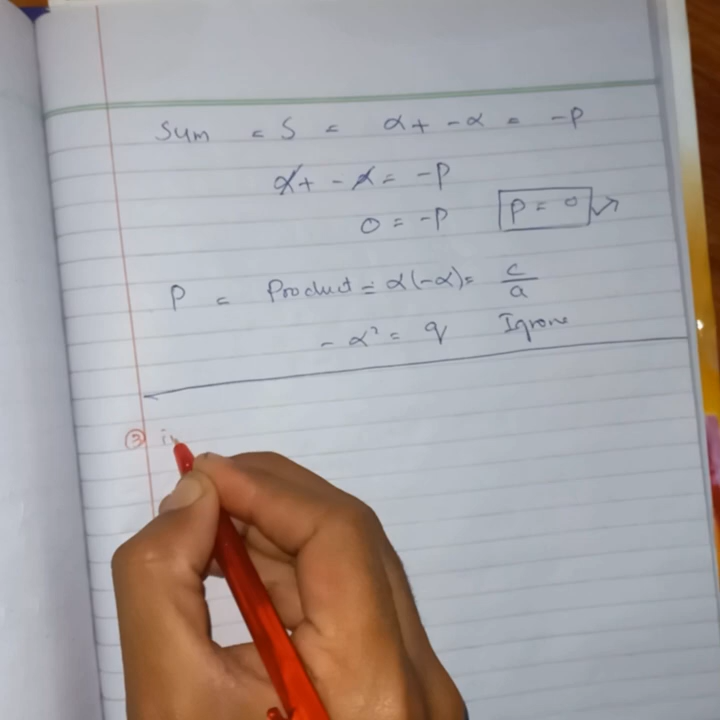 Sum = S = α + -α = -P
α + - α = -P
0 = -P P = 0
P = Product = α(-α) = c/a
- α² = q Ignore
③ i